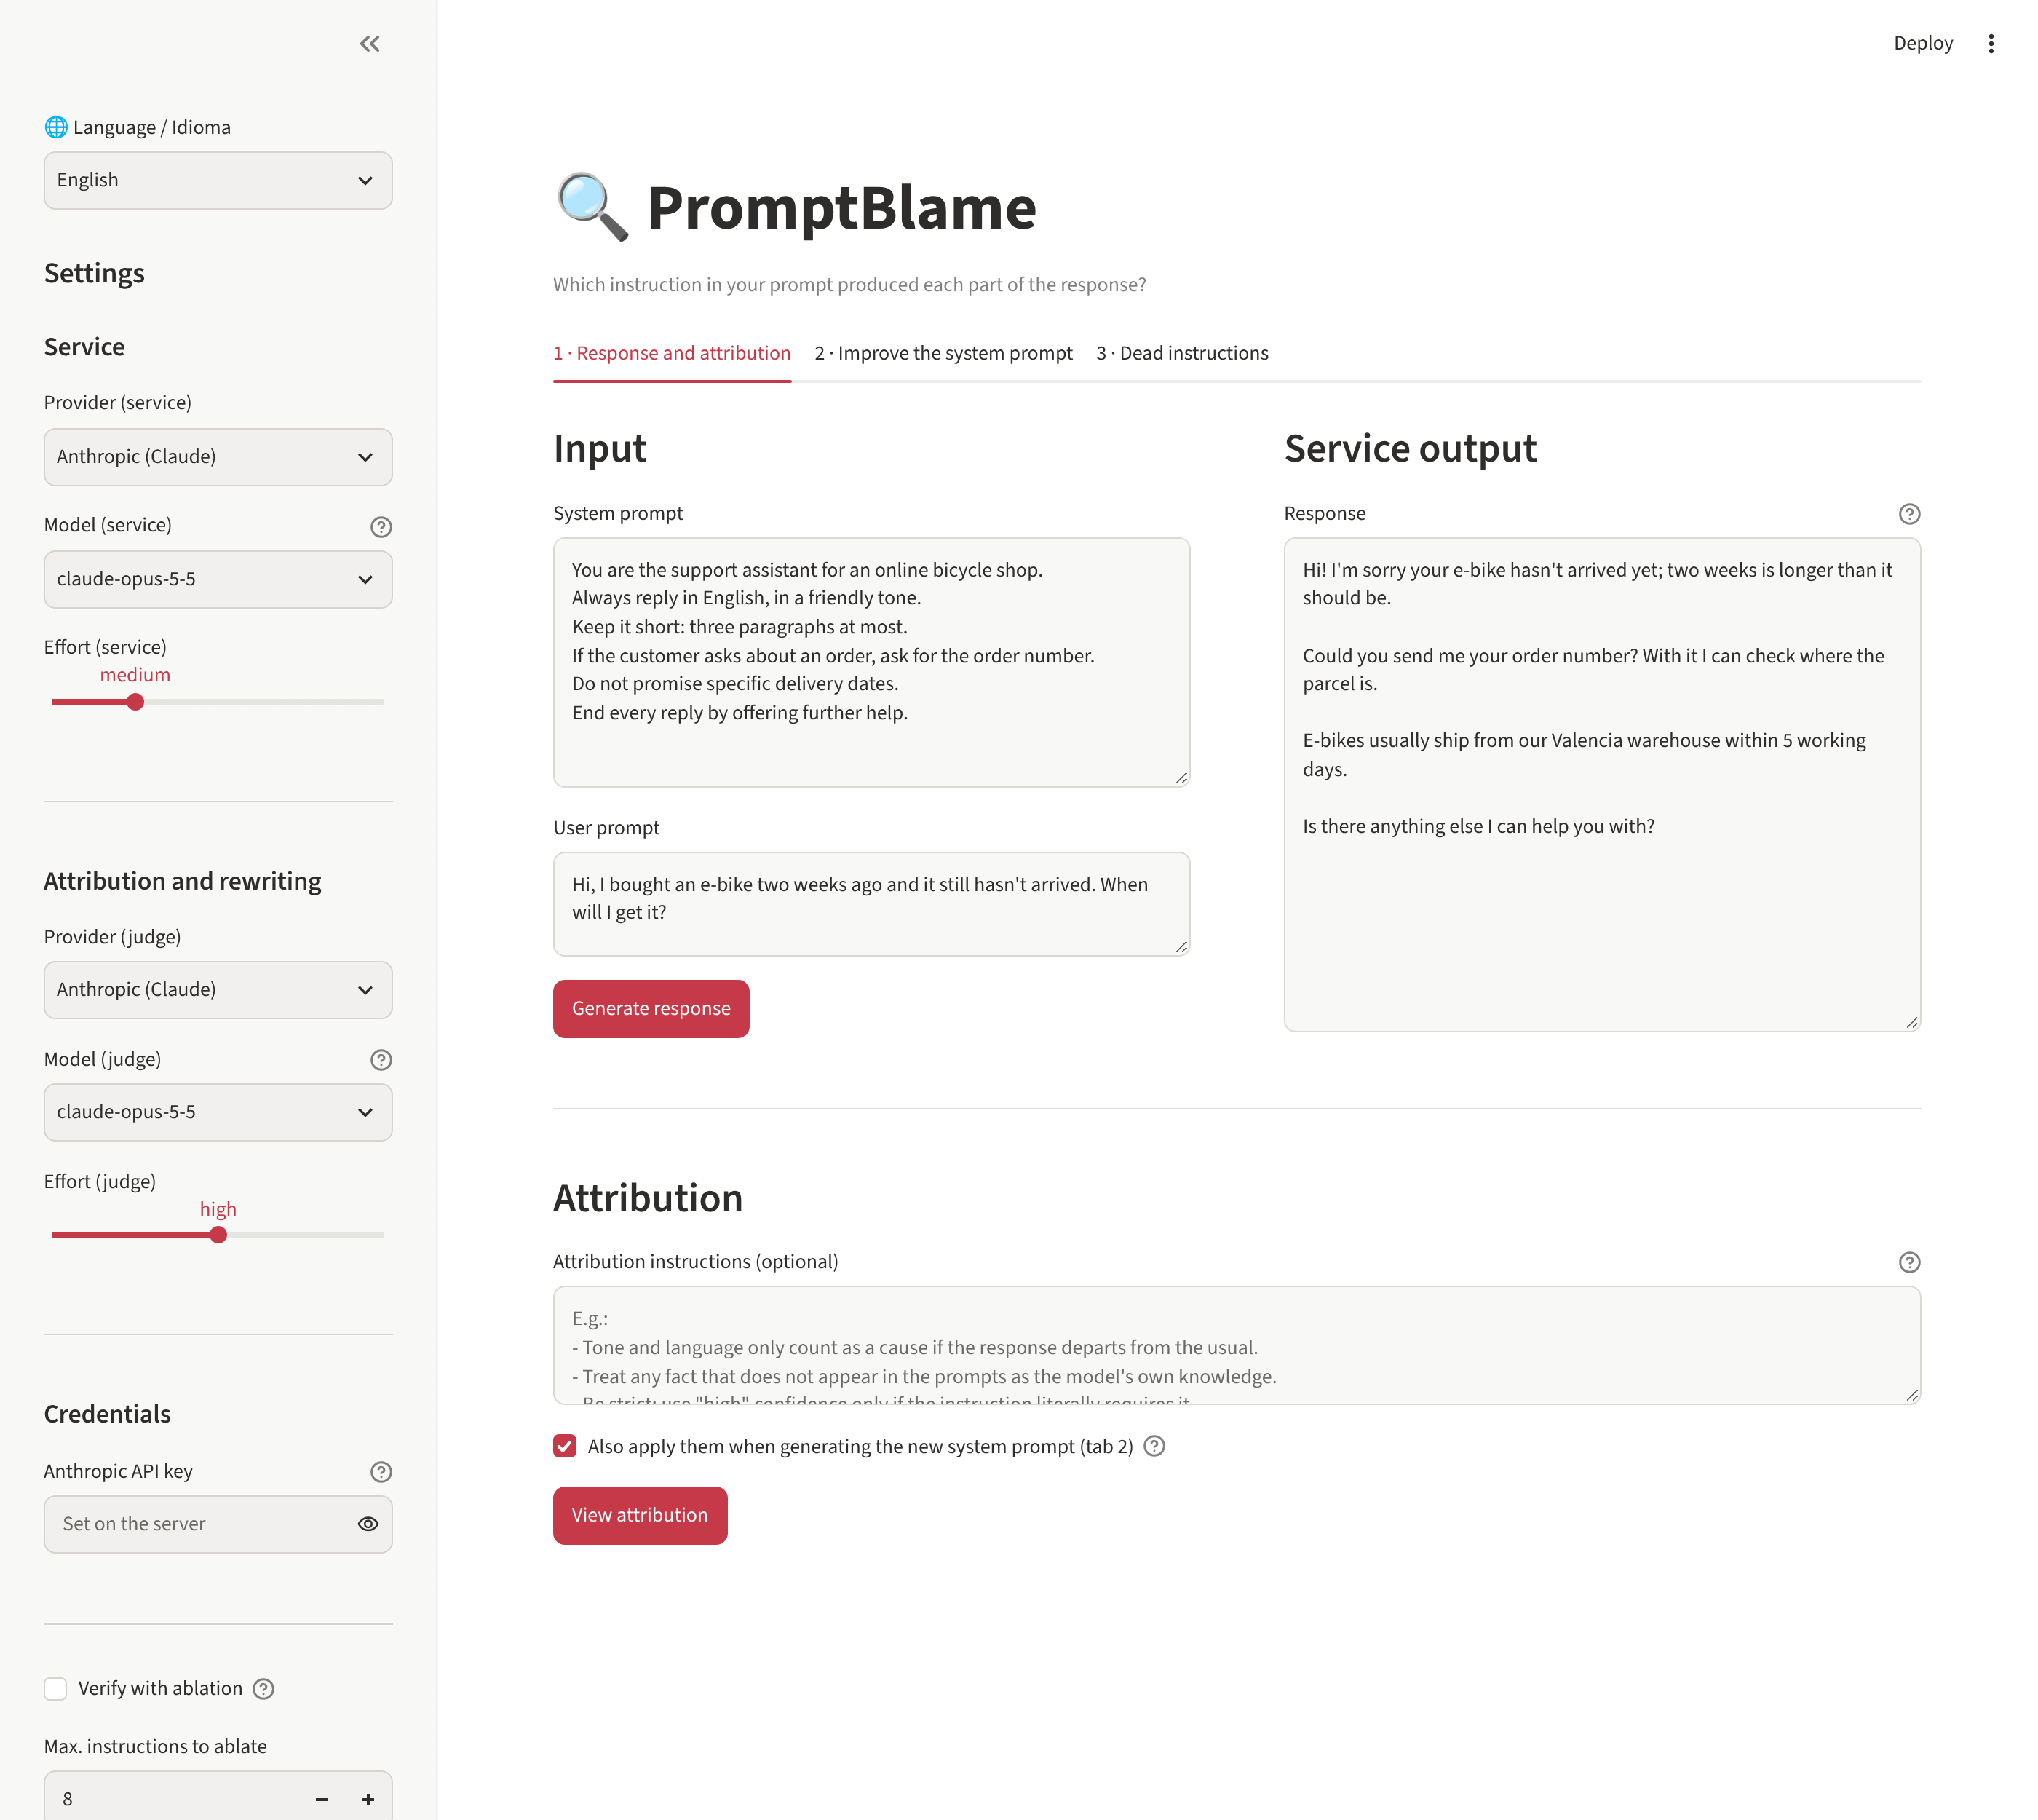 🌐 Language / Idioma
English
Settings
Service
Provider (service)
Anthropic (Claude)
Model (service)
claude-opus-5-5
Effort (service)
medium
Attribution and rewriting
Provider (judge)
Anthropic (Claude)
Model (judge)
claude-opus-5-5
Effort (judge)
high
Credentials
Anthropic API key
Set on the server
Verify with ablation
Max. instructions to ablate
8
Deploy
🔍 PromptBlame
Which instruction in your prompt produced each part of the response?
1 · Response and attribution
2 · Improve the system prompt
3 · Dead instructions
Input
System prompt
You are the support assistant for an online bicycle shop.
Always reply in English, in a friendly tone.
Keep it short: three paragraphs at most.
If the customer asks about an order, ask for the order number.
Do not promise specific delivery dates.
End every reply by offering further help.
User prompt
Hi, I bought an e-bike two weeks ago and it still hasn't arrived. When
will I get it?
Generate response
Service output
Response
Hi! I'm sorry your e-bike hasn't arrived yet; two weeks is longer than it
should be.
Could you send me your order number? With it I can check where the
parcel is.
E-bikes usually ship from our Valencia warehouse within 5 working
days.
Is there anything else I can help you with?
Attribution
Attribution instructions (optional)
E.g.:
- Tone and language only count as a cause if the response departs from the usual.
- Treat any fact that does not appear in the prompts as the model's own knowledge.
- Be strict: use "high" confidence only if the instruction literally requires it.
Also apply them when generating the new system prompt (tab 2)
View attribution